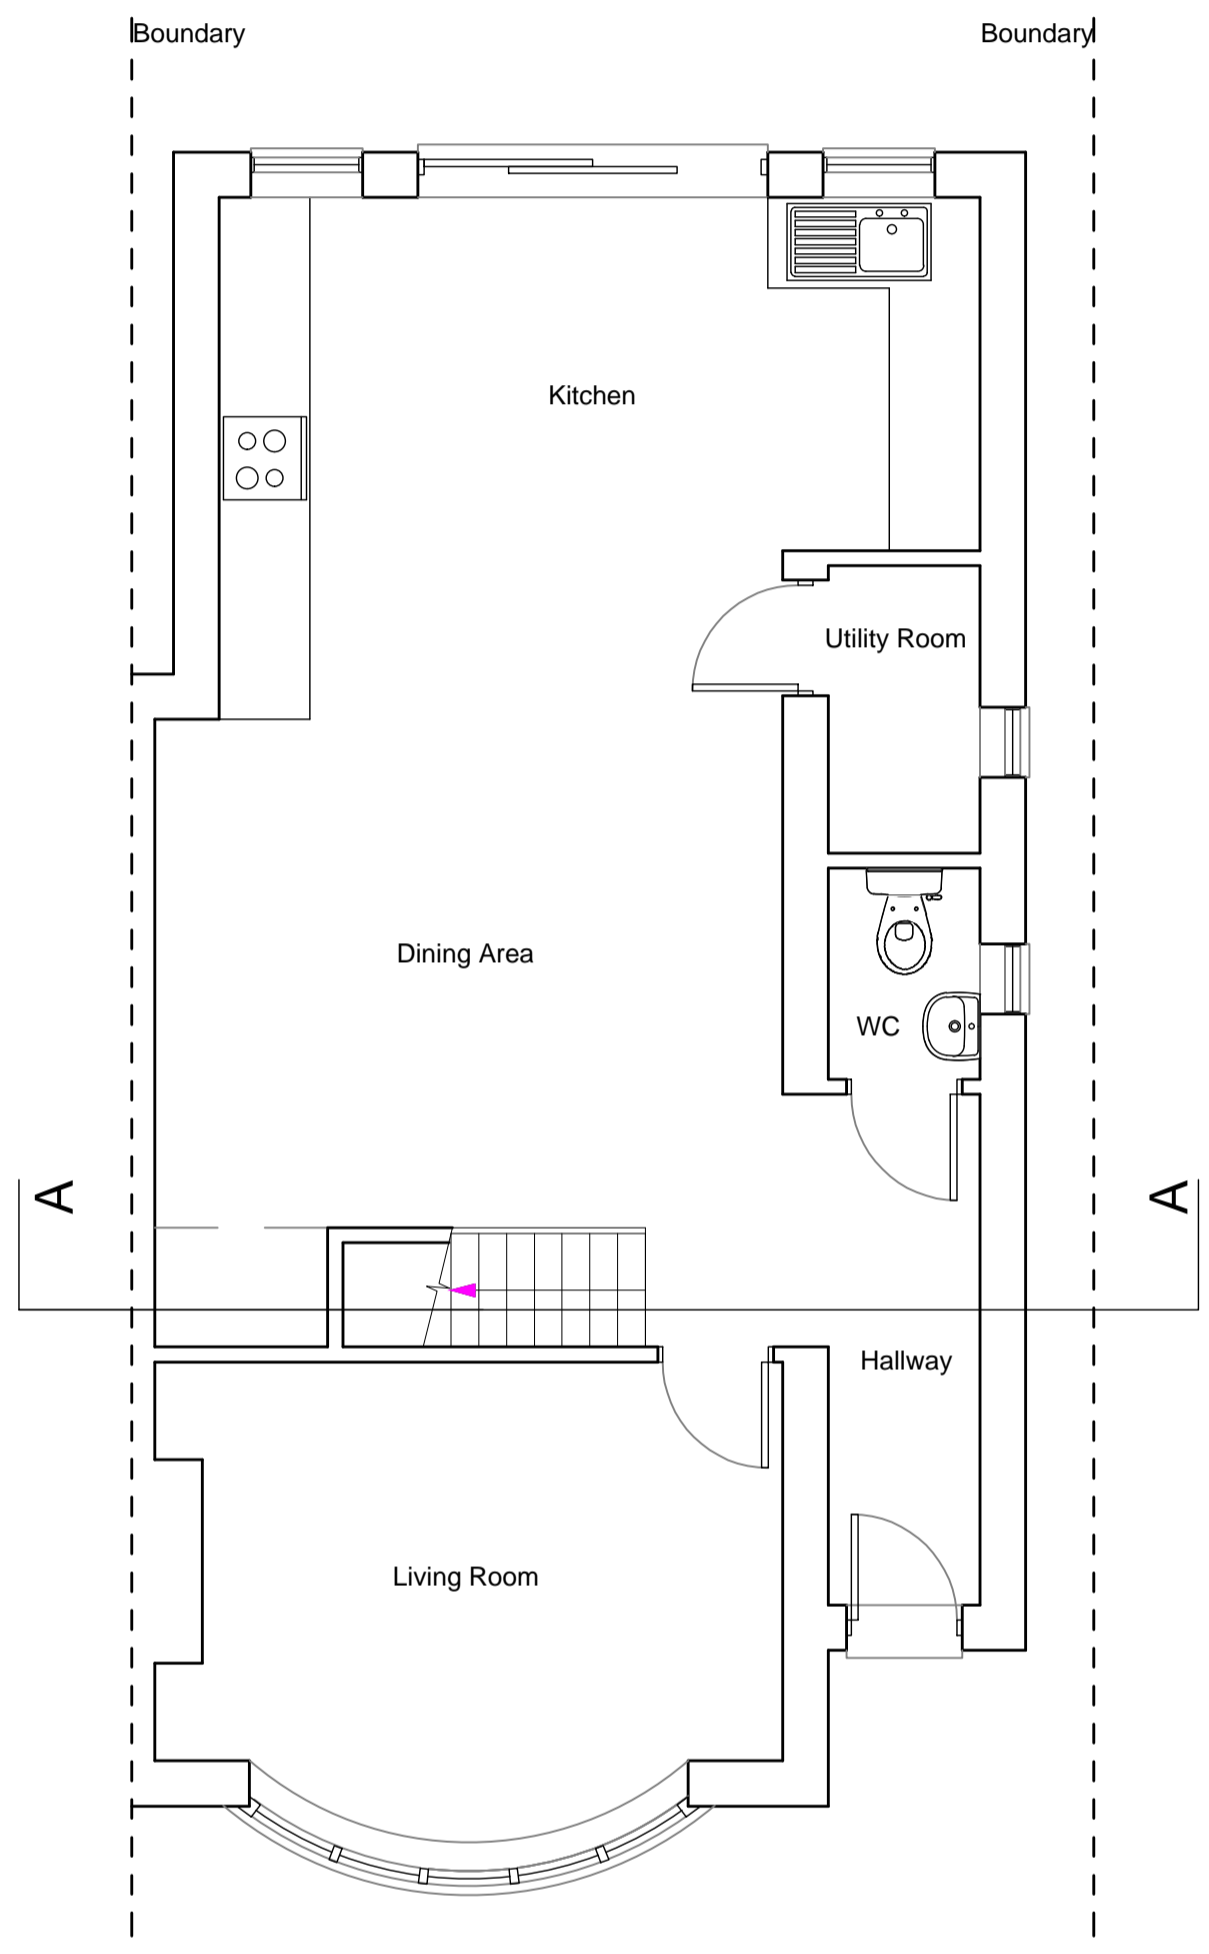 Boundary
Boundary
Kitchen
Utility Room
Dining Area
WC
A
A
Hallway
Living Room